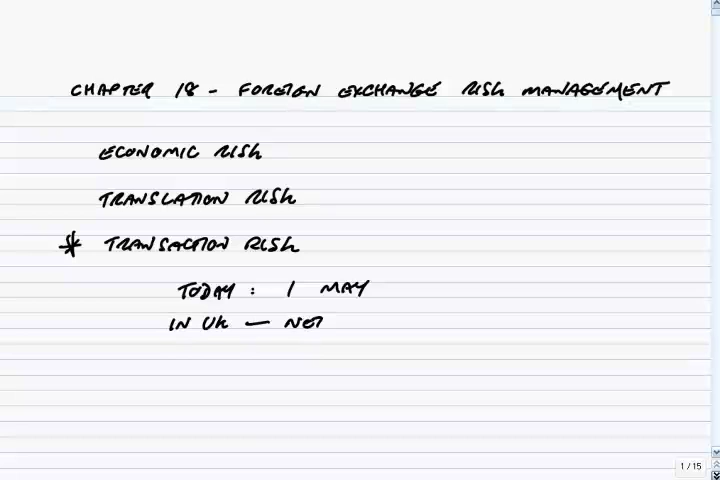 CHAPTER 18 - FOREIGN EXCHANGE RISK MANAGEMENT
ECONOMIC RISK
TRANSLATION RISK
* TRANSACTION RISK
TODAY : 1 MAY
IN UK — NEE
1 / 15